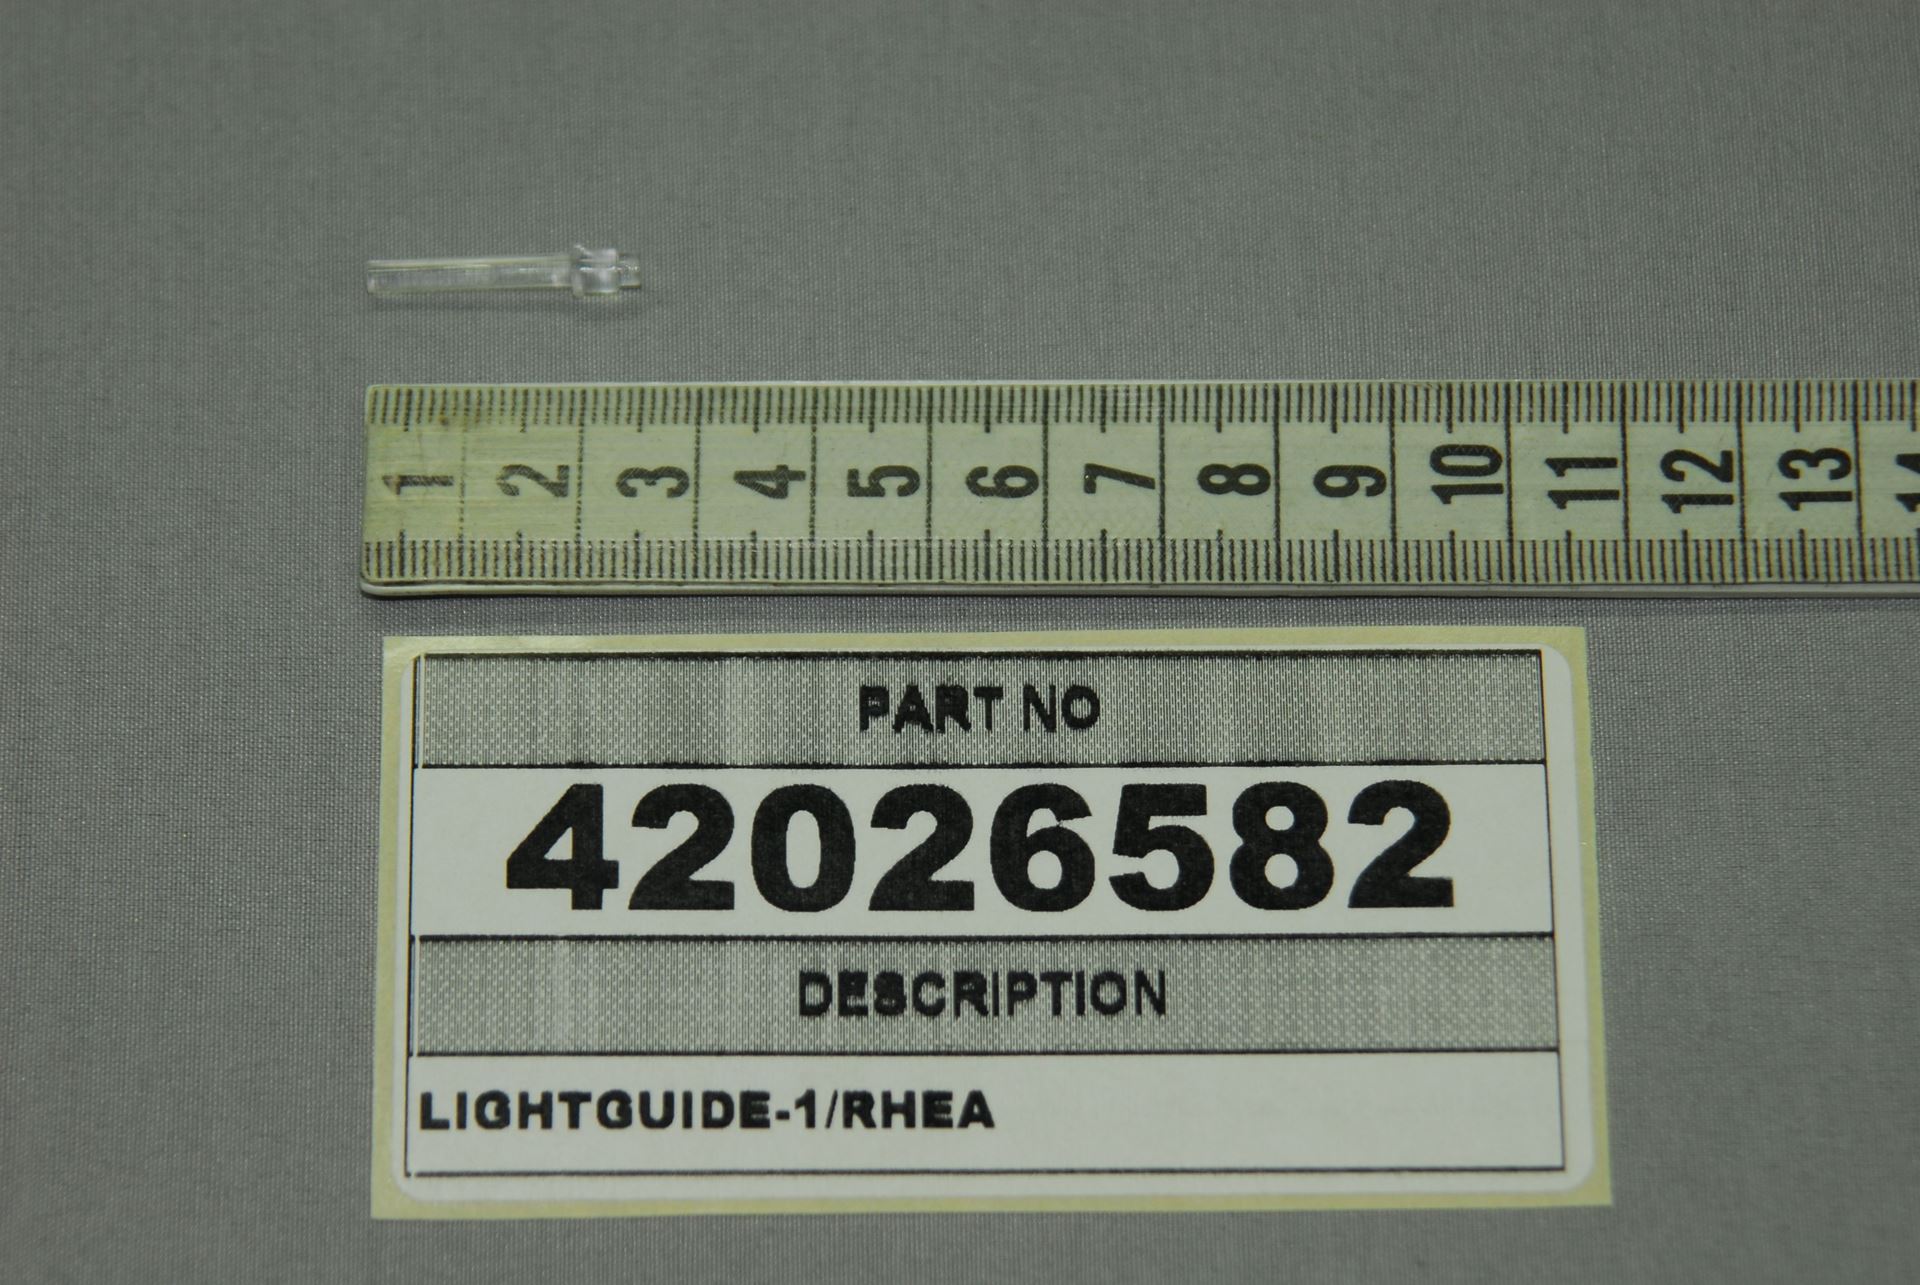 1 2 3 4 5 6 7 8 9 10 11 12 13 14
PART NO
42026582
DESCRIPTION
LIGHTGUIDE-1/RHEA